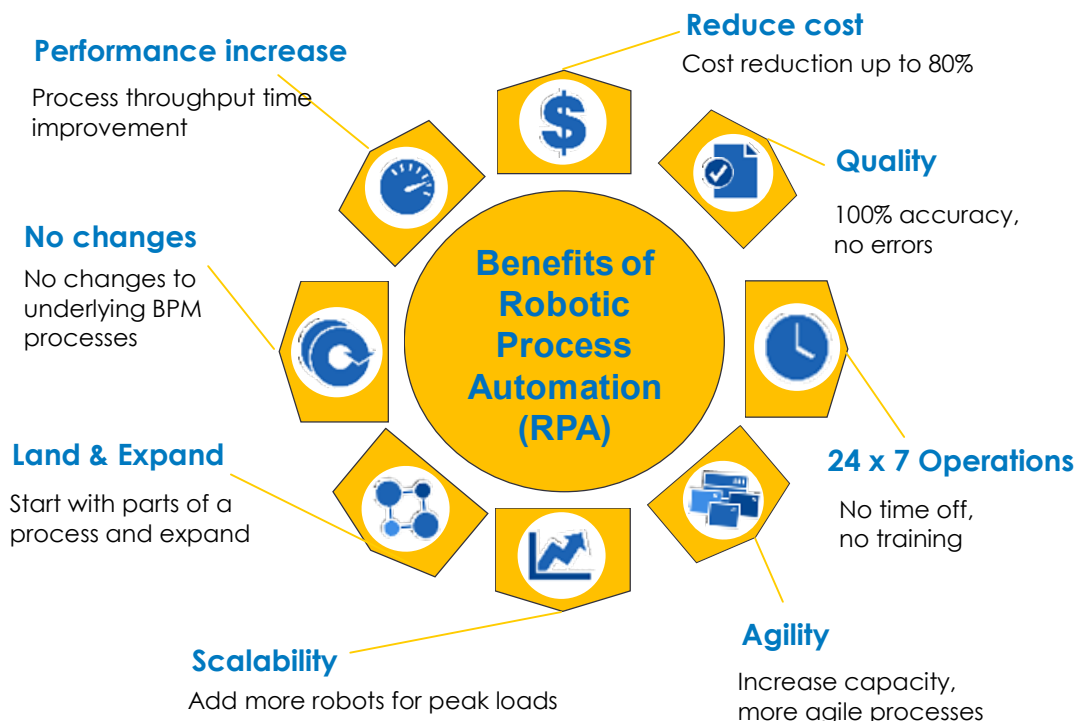 Benefits of
Robotic
Process
Automation
(RPA)
Reduce cost
Cost reduction up to 80%
Quality
100% accuracy,
no errors
24 x 7 Operations
No time off,
no training
Agility
Increase capacity,
more agile processes
Scalability
Add more robots for peak loads
Land & Expand
Start with parts of a
process and expand
No changes
No changes to
underlying BPM
processes
Performance increase
Process throughput time
improvement